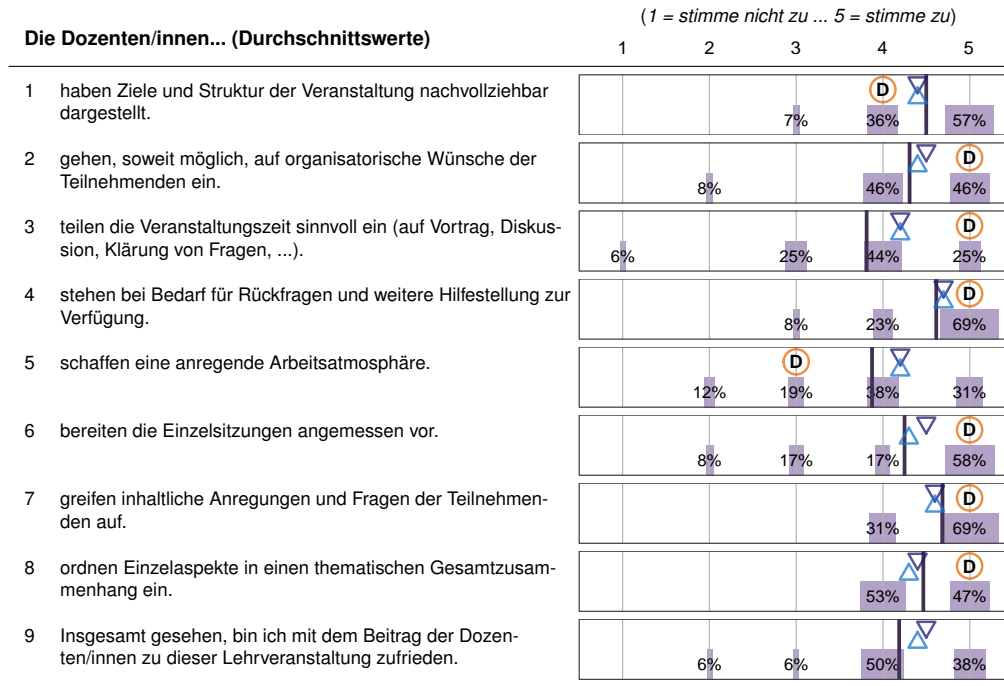 (1 = stimme nicht zu ... 5 = stimme zu)
Die Dozenten/innen... (Durchschnittswerte)
1 2 3 4 5
1 haben Ziele und Struktur der Veranstaltung nachvollziehbar
dargestellt.
D
7% 36% 57%
2 gehen, soweit möglich, auf organisatorische Wünsche der
Teilnehmenden ein.
D
8% 46% 46%
3 teilen die Veranstaltungszeit sinnvoll ein (auf Vortrag, Diskus-
sion, Klärung von Fragen, ...).
D
6% 25% 44% 25%
4 stehen bei Bedarf für Rückfragen und weitere Hilfestellung zur
Verfügung.
D
8% 23% 69%
5 schaffen eine anregende Arbeitsatmosphäre.
D
12% 19% 38% 31%
6 bereiten die Einzelsitzungen angemessen vor.
D
8% 17% 17% 58%
7 greifen inhaltliche Anregungen und Fragen der Teilnehmen-
den auf.
D
31% 69%
8 ordnen Einzelaspekte in einen thematischen Gesamtzusam-
menhang ein.
D
53% 47%
9 Insgesamt gesehen, bin ich mit dem Beitrag der Dozen-
ten/innen zu dieser Lehrveranstaltung zufrieden.
6% 6% 50% 38%